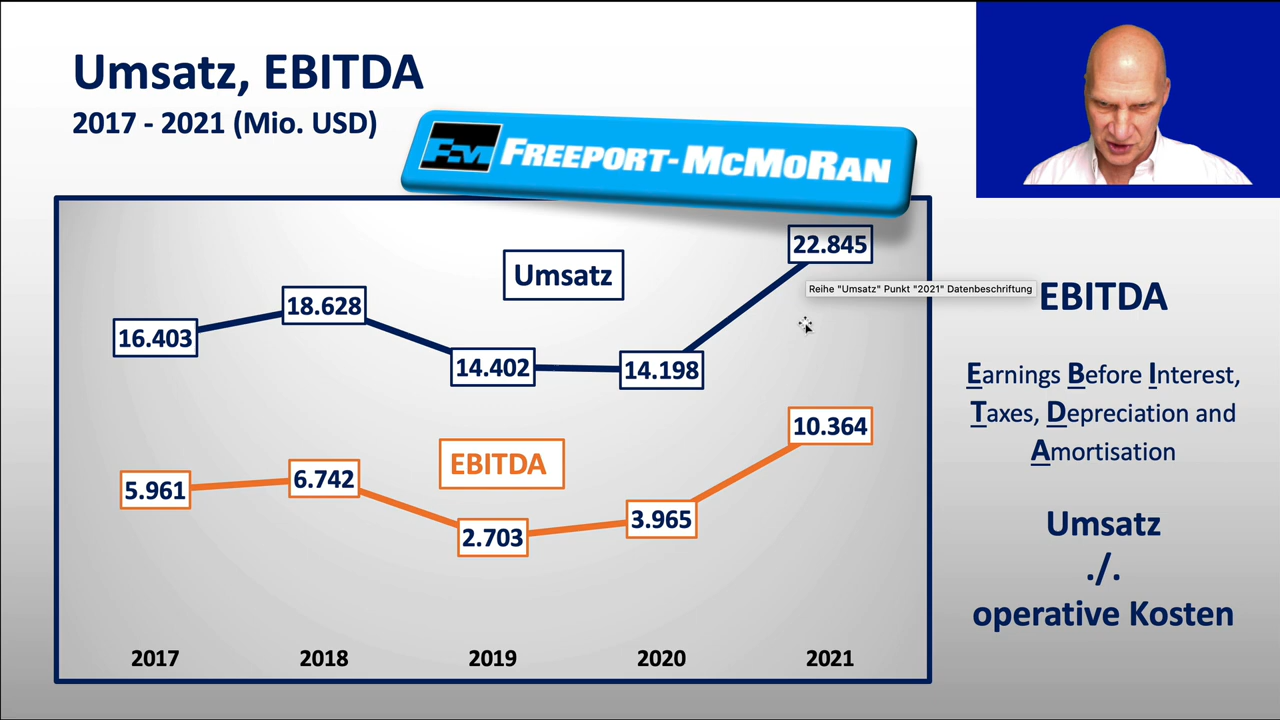 Umsatz, EBITDA
2017 - 2021 (Mio. USD)
FM FREEPORT-MCMORAN
Umsatz
22.845
18.628
16.403
14.402
14.198
Reihe "Umsatz" Punkt "2021" Datenbeschriftung
EBITDA
10.364
6.742
5.961
3.965
2.703
2017
2018
2019
2020
2021
EBITDA
Earnings Before Interest,
Taxes, Depreciation and
Amortisation
Umsatz
./.
operative Kosten